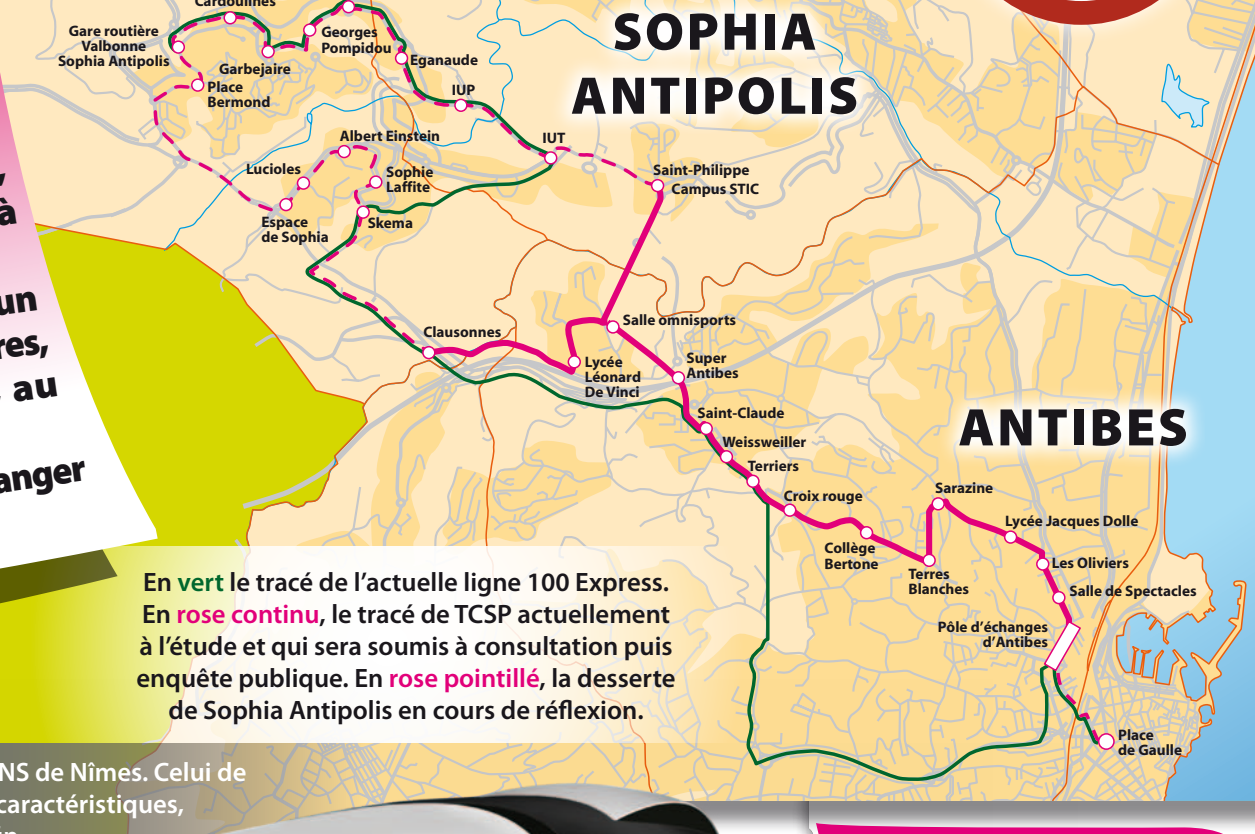 Cardoulines
Gare routière
Valbonne
Sophia Antipolis
Garbejaire
Georges
Pompidou
Eganaude
Place
Bermond
IUP
SOPHIA
ANTIPOLIS
Albert Einstein
IUT
Lucioles
Sophie
Laffite
Saint-Philippe
Campus STIC
Espace
de Sophia
Skema
à
un
res,
au
anger
Clausonnes
Salle omnisports
Lycée
Léonard
De Vinci
Super
Antibes
Saint-Claude
Weissweiller
Terriers
Croix rouge
ANTIBES
Sarazine
Collège
Bertone
Terres
Blanches
Lycée Jacques Dolle
Les Oliviers
Salle de Spectacles
Pôle d’échanges
d’Antibes
Place
de Gaulle
En vert le tracé de l’actuelle ligne 100 Express.
En rose continu, le tracé de TCSP actuellement
à l’étude et qui sera soumis à consultation puis
enquête publique. En rose pointillé, la desserte
de Sophia Antipolis en cours de réflexion.
NS de Nîmes. Celui de
caractéristiques,